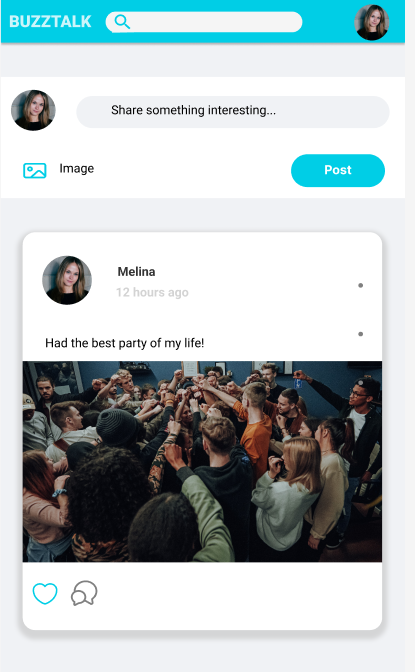 BUZZTALK
Share something interesting...
Image
Post
Melina
12 hours ago
Had the best party of my life!